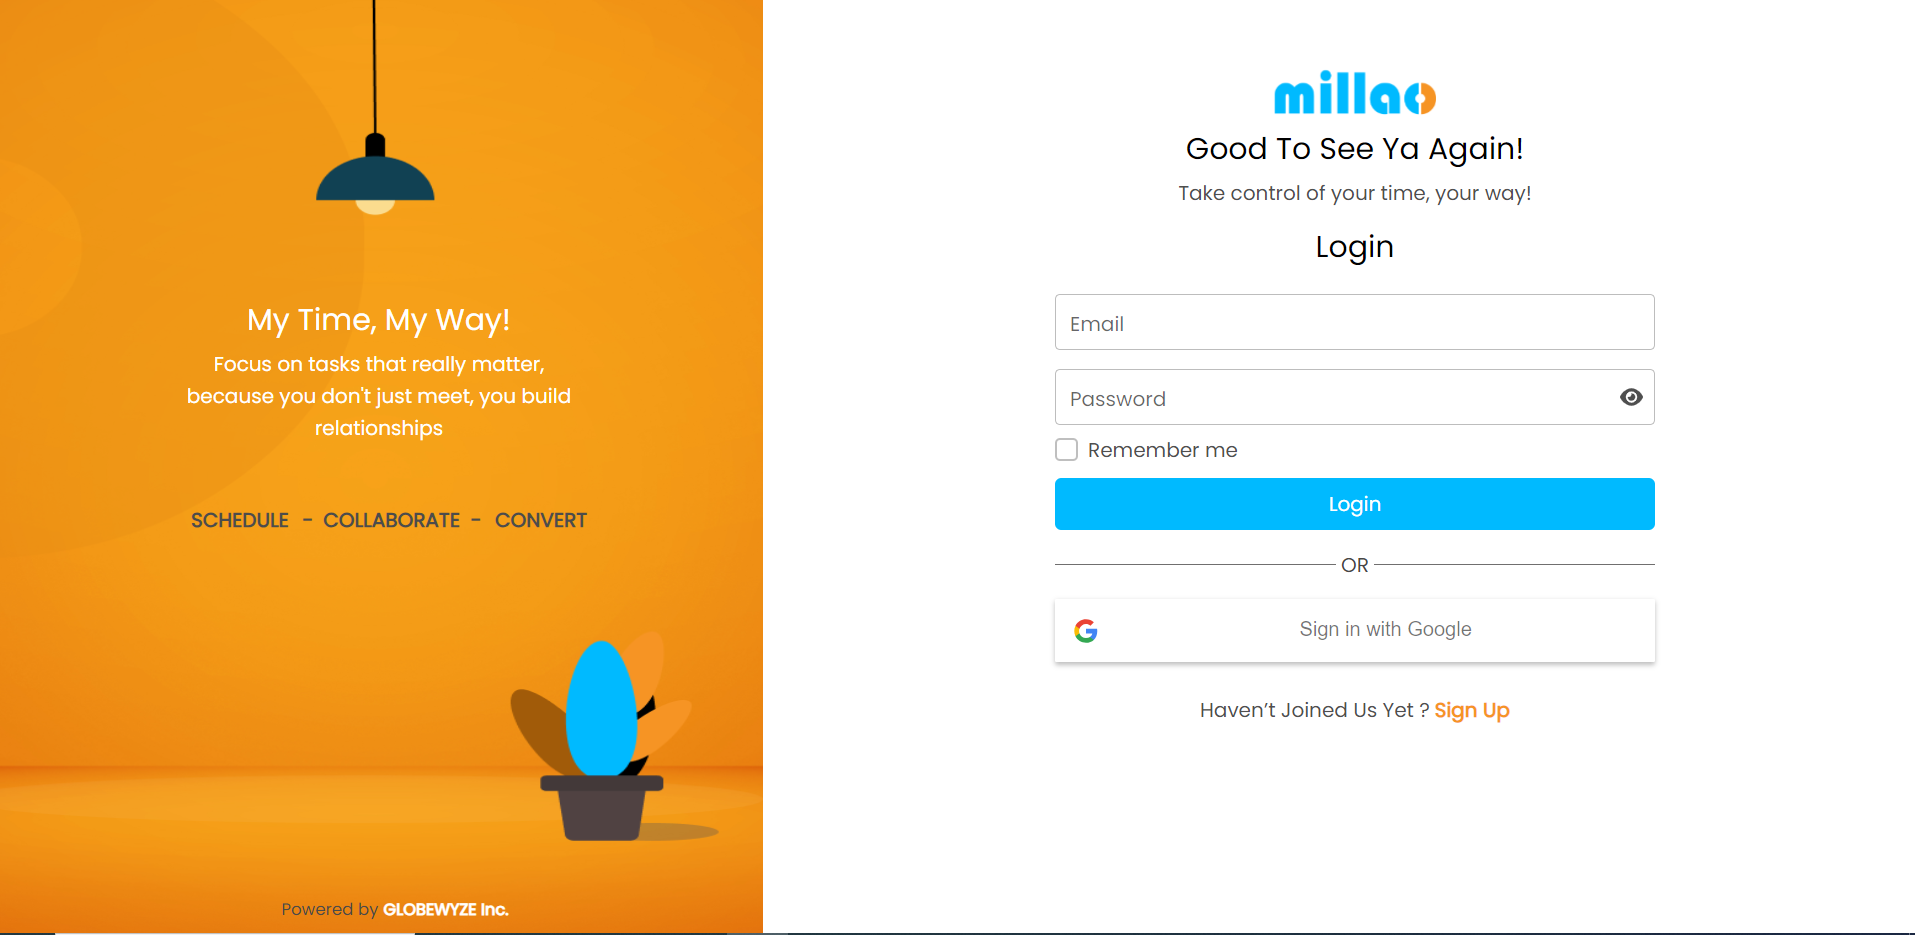 My Time, My Way!
Focus on tasks that really matter,
because you don't just meet, you build
relationships
SCHEDULE - COLLABORATE - CONVERT
Powered by GLOBEWYZE Inc.
millao
Good To See Ya Again!
Take control of your time, your way!
Login
Email
Password
Remember me
Login
OR
Sign in with Google
Haven’t Joined Us Yet ? Sign Up